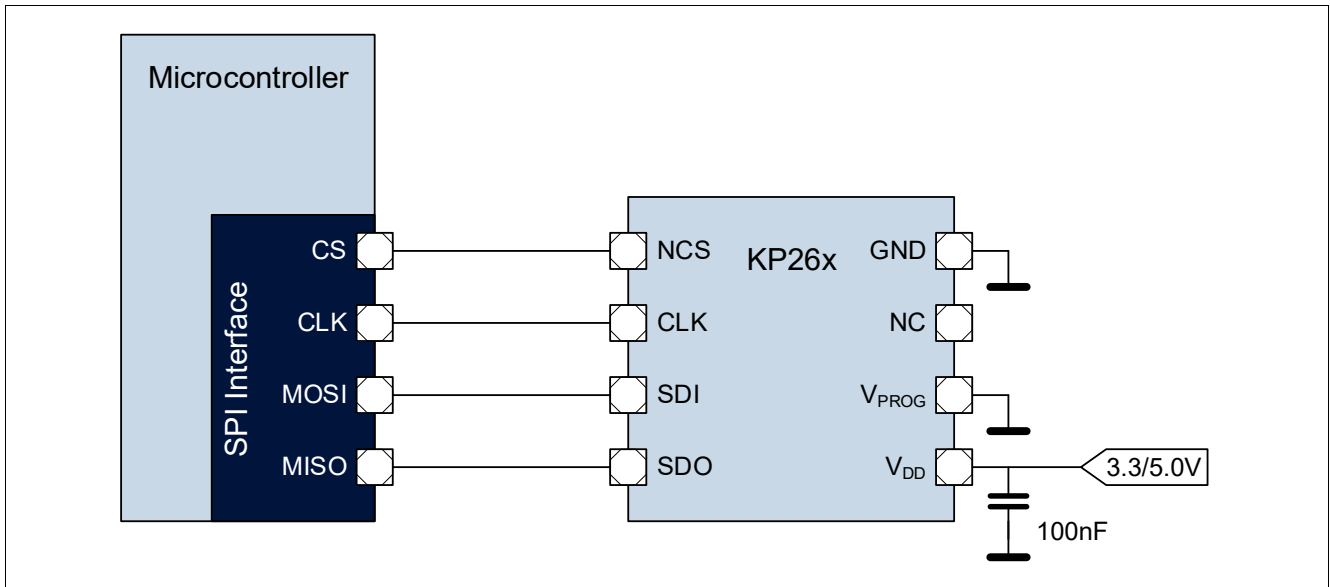 Microcontroller
SPI Interface
CS
CLK
MOSI
MISO
KP26x
NCS
CLK
SDI
SDO
GND
NC
VPROG
VDD
3.3/5.0V
100nF